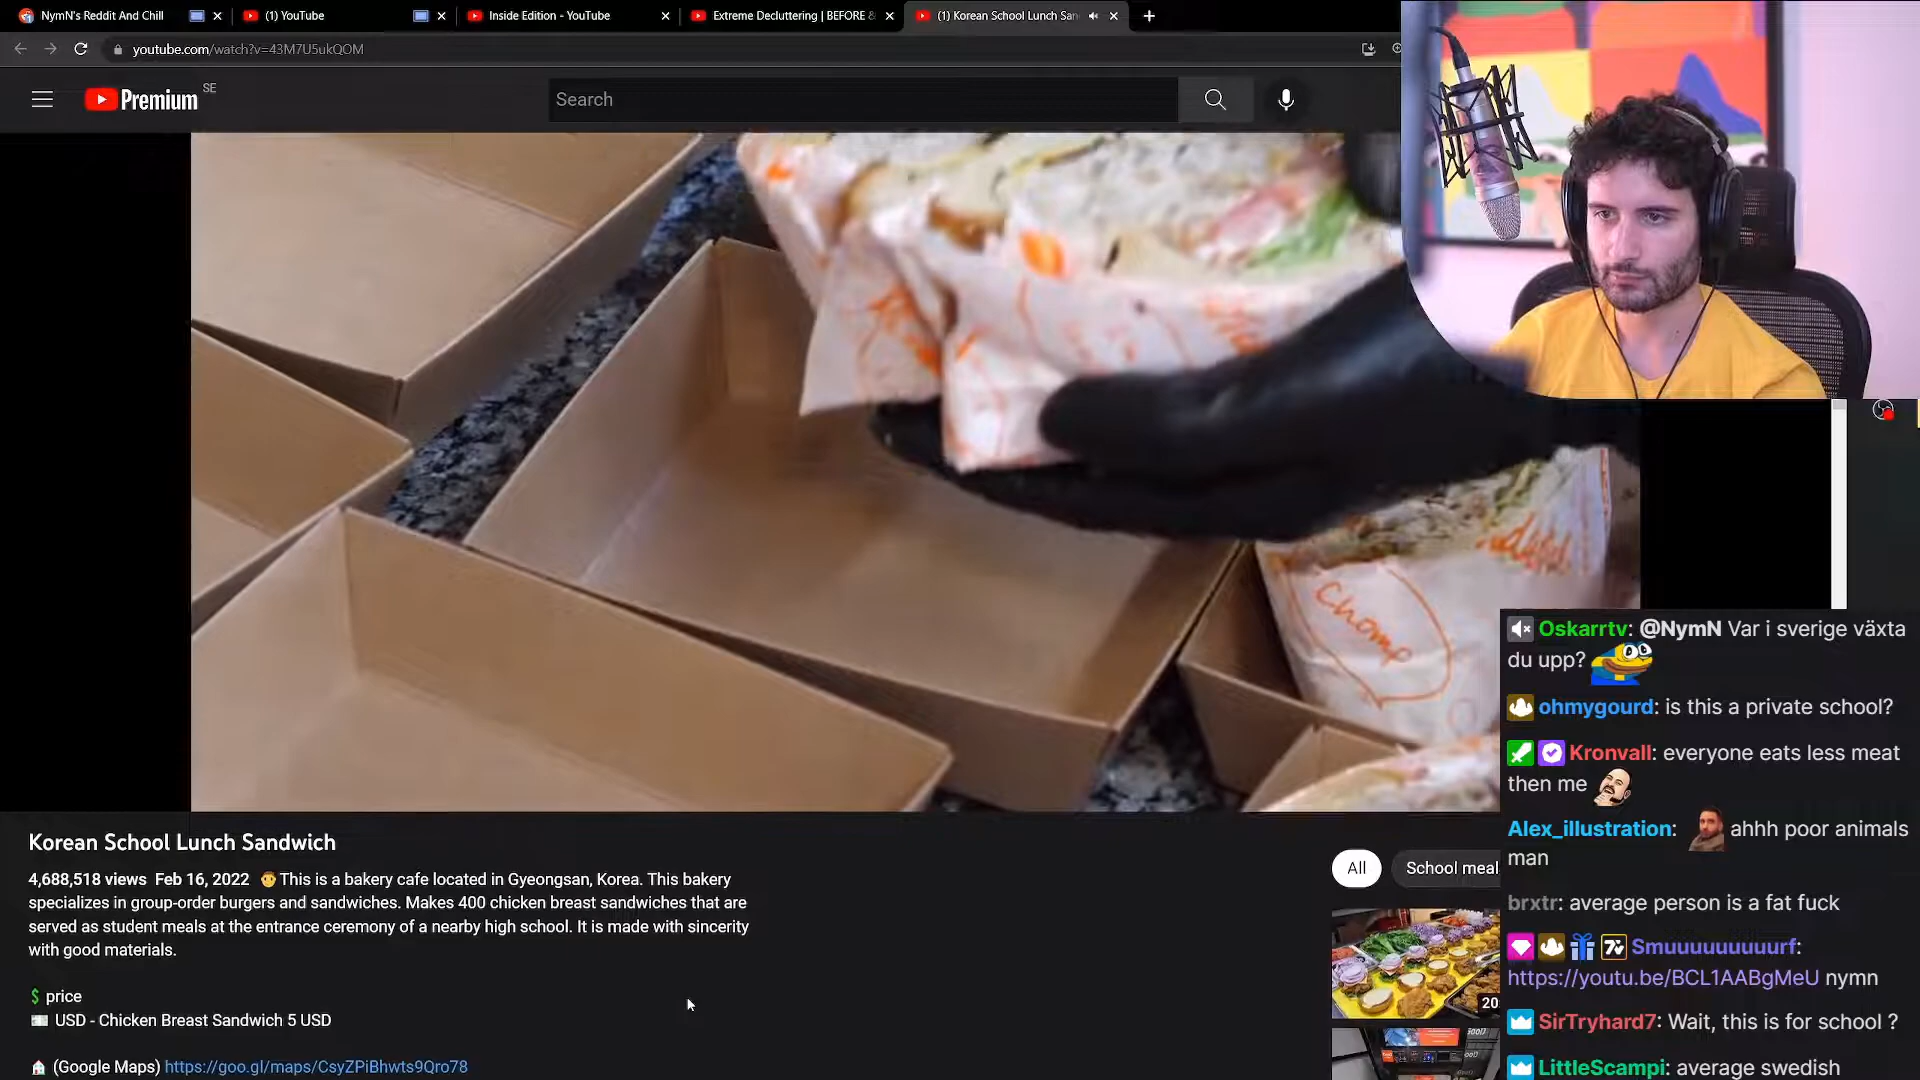 NymN's Reddit And Chill
(1) YouTube
Inside Edition - YouTube
Extreme Decluttering | BEFORE &
(1) Korean School Lunch San
youtube.com/watch?v=43M7U5ukQOM
Premium
SE
Search
Chomp
Korean School Lunch Sandwich
4,688,518 views Feb 16, 2022 This is a bakery cafe located in Gyeongsan, Korea. This bakery
specializes in group-order burgers and sandwiches. Makes 400 chicken breast sandwiches that are
served as student meals at the entrance ceremony of a nearby high school. It is made with sincerity
with good materials.
$ price
USD - Chicken Breast Sandwich 5 USD
(Google Maps) https://goo.gl/maps/CsyZPiBhwts9Qro78
All
School meal
20
Oskarrtv: @NymN Var i sverige växta
du upp?
ohmygourd: is this a private school?
Kronvall: everyone eats less meat
then me
Alex_illustration: ahhh poor animals
man
brxtr: average person is a fat fuck
Smuuuuuuuuurf:
https://youtu.be/BCL1AABgMeU nymn
SirTryhard7: Wait, this is for school ?
LittleScampi: average swedish